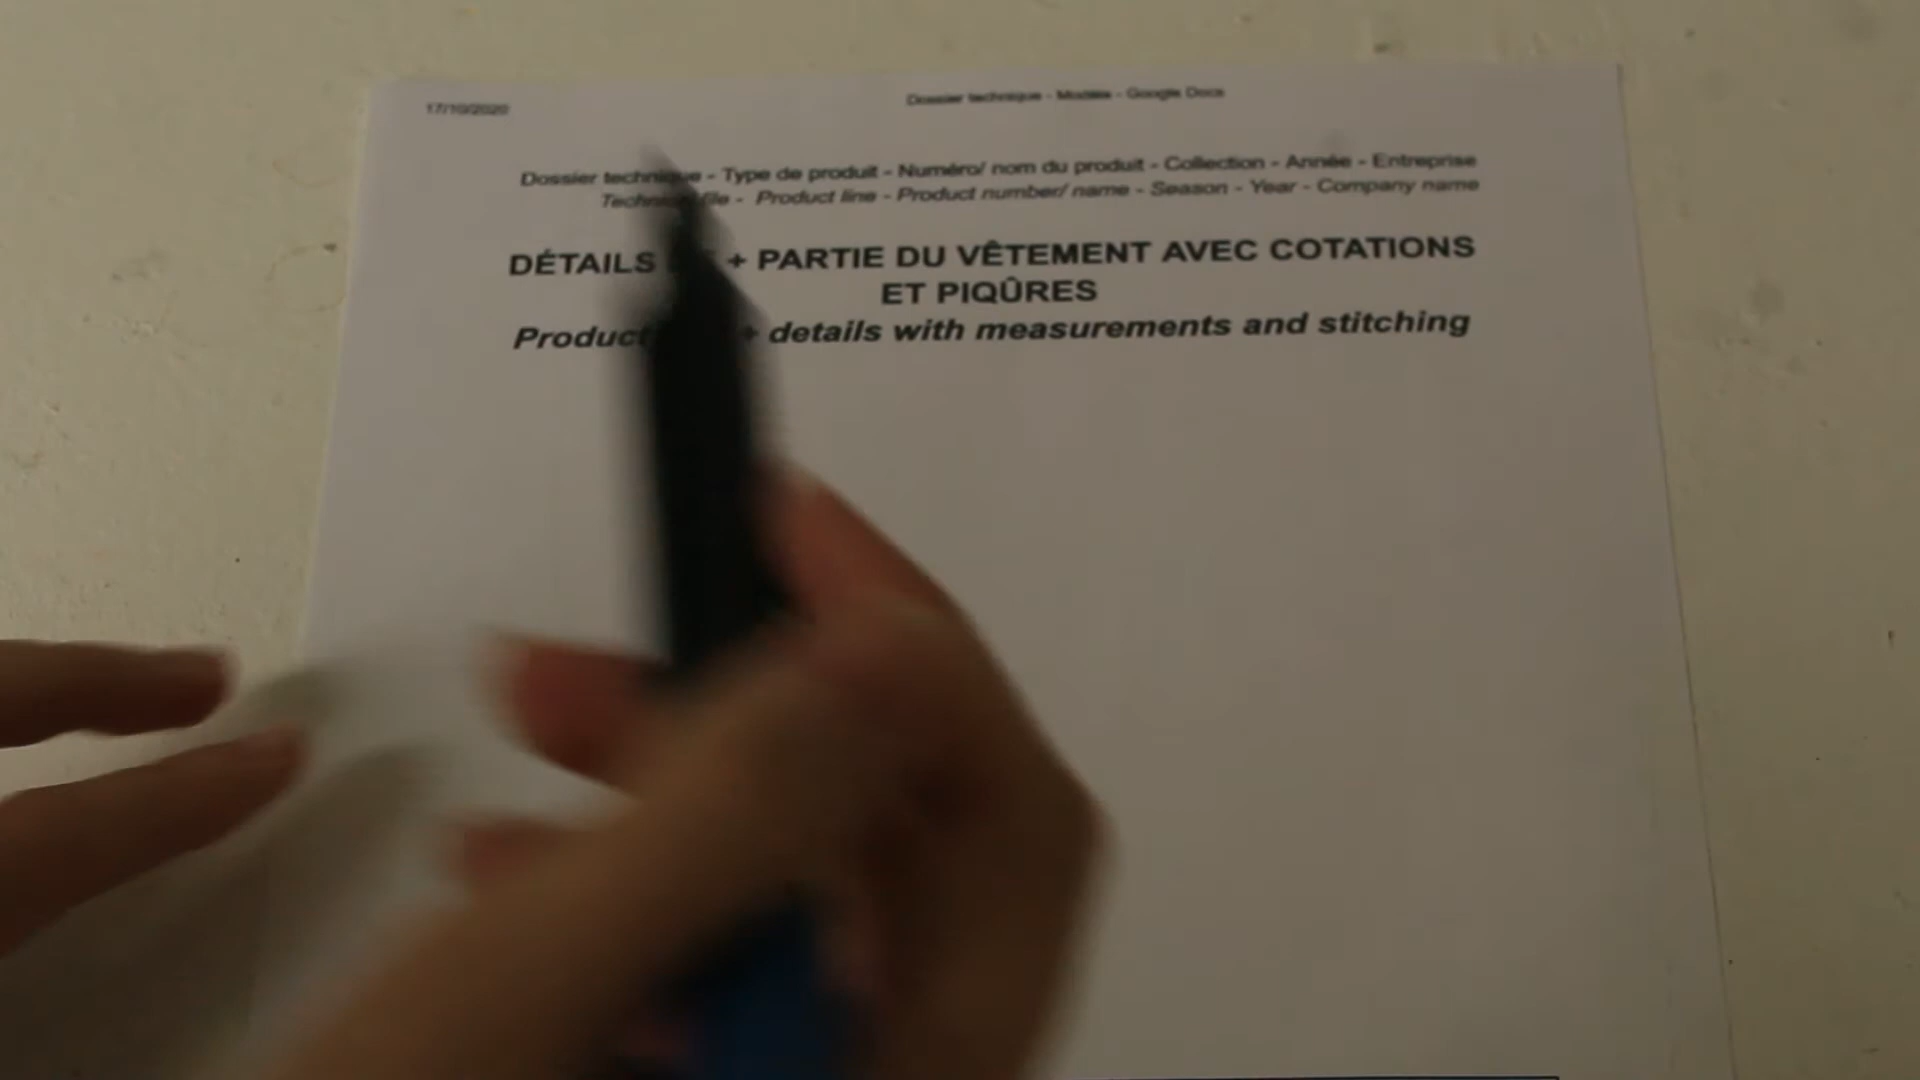 17/10/2020
Dossier technique - Modèle - Google Docs
Dossier technique - Type de produit - Numéro/ nom du produit - Collection - Année - Entreprise
Technical file - Product line - Product number/ name - Season - Year - Company name
DÉTAILS + PARTIE DU VÊTEMENT AVEC COTATIONS
ET PIQÛRES
Product + details with measurements and stitching